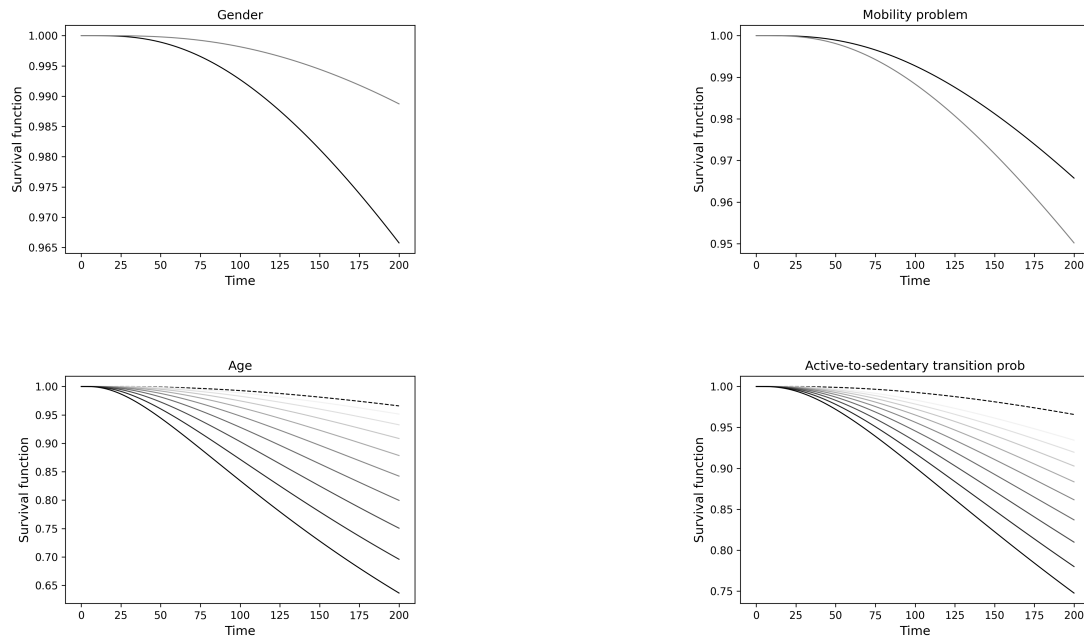 Gender
1.000
0.995
0.990
0.985
0.980
0.975
0.970
0.965
Survival function
0 25 50 75 100 125 150 175 200
Time
Mobility problem
1.00
0.99
0.98
0.97
0.96
0.95
Survival function
0 25 50 75 100 125 150 175 200
Time
Age
1.00
0.95
0.90
0.85
0.80
0.75
0.70
0.65
Survival function
0 25 50 75 100 125 150 175 200
Time
Active-to-sedentary transition prob
1.00
0.95
0.90
0.85
0.80
0.75
Survival function
0 25 50 75 100 125 150 175 200
Time